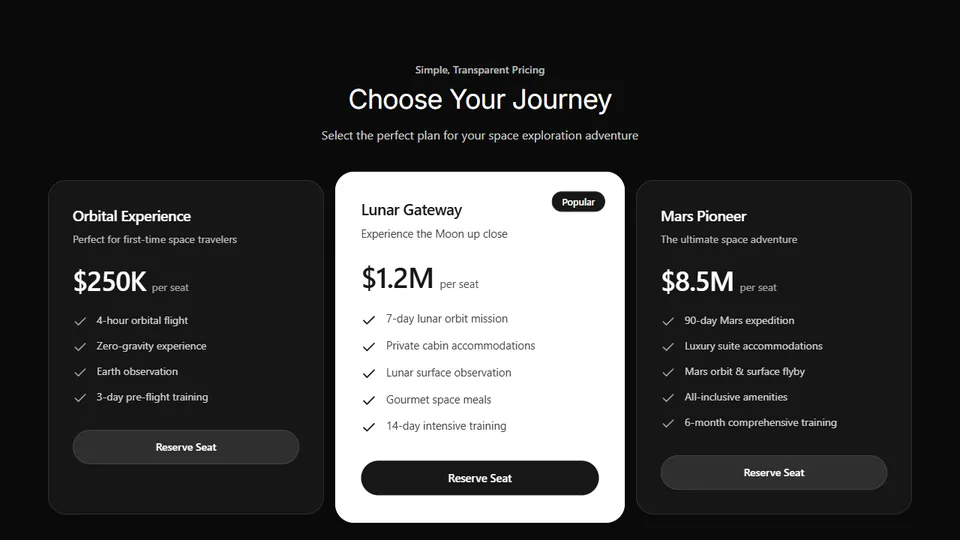 Simple, Transparent Pricing
Choose Your Journey
Select the perfect plan for your space exploration adventure
Orbital Experience
Perfect for first-time space travelers
$250K per seat
4-hour orbital flight
Zero-gravity experience
Earth observation
3-day pre-flight training
Reserve Seat
Lunar Gateway
Popular
Experience the Moon up close
$1.2M per seat
7-day lunar orbit mission
Private cabin accommodations
Lunar surface observation
Gourmet space meals
14-day intensive training
Reserve Seat
Mars Pioneer
The ultimate space adventure
$8.5M per seat
90-day Mars expedition
Luxury suite accommodations
Mars orbit & surface flyby
All-inclusive amenities
6-month comprehensive training
Reserve Seat